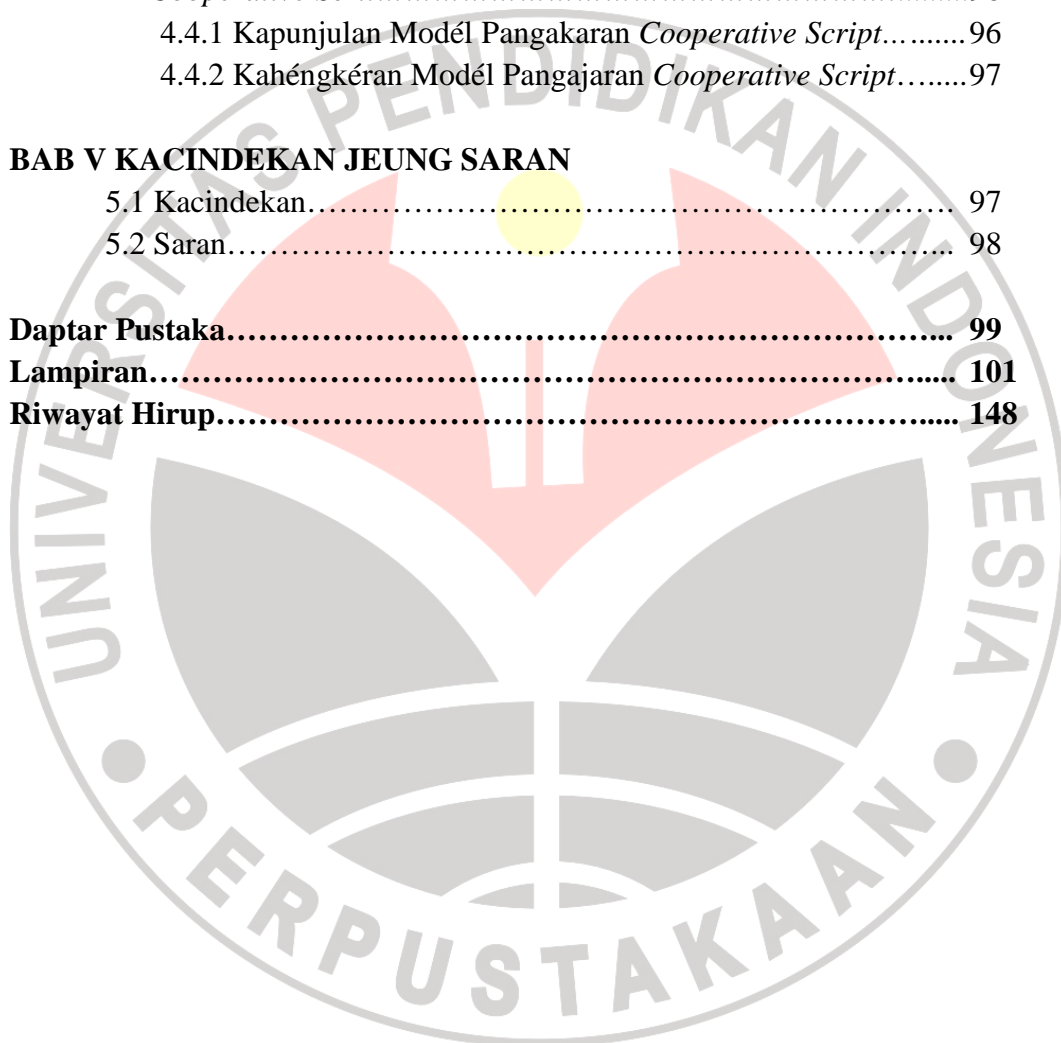 4.4.1 Kapunjulan Modél Pangakaran Cooperative Script…....... 96
4.4.2 Kahéngkéran Modél Pangajaran Cooperative Script…...... 97
BAB V KACINDEKAN JEUNG SARAN
5.1 Kacindekan……………………………………………………. 97
5.2 Saran………………………………………………………….. 98
Daptar Pustaka…………………………………………………………... 99
Lampiran………………………………………………………………..... 101
Riwayat Hirup………………………………………………………….... 148
UNIVERSITAS PENDIDIKAN INDONESIA
PERPUSTAKAAN